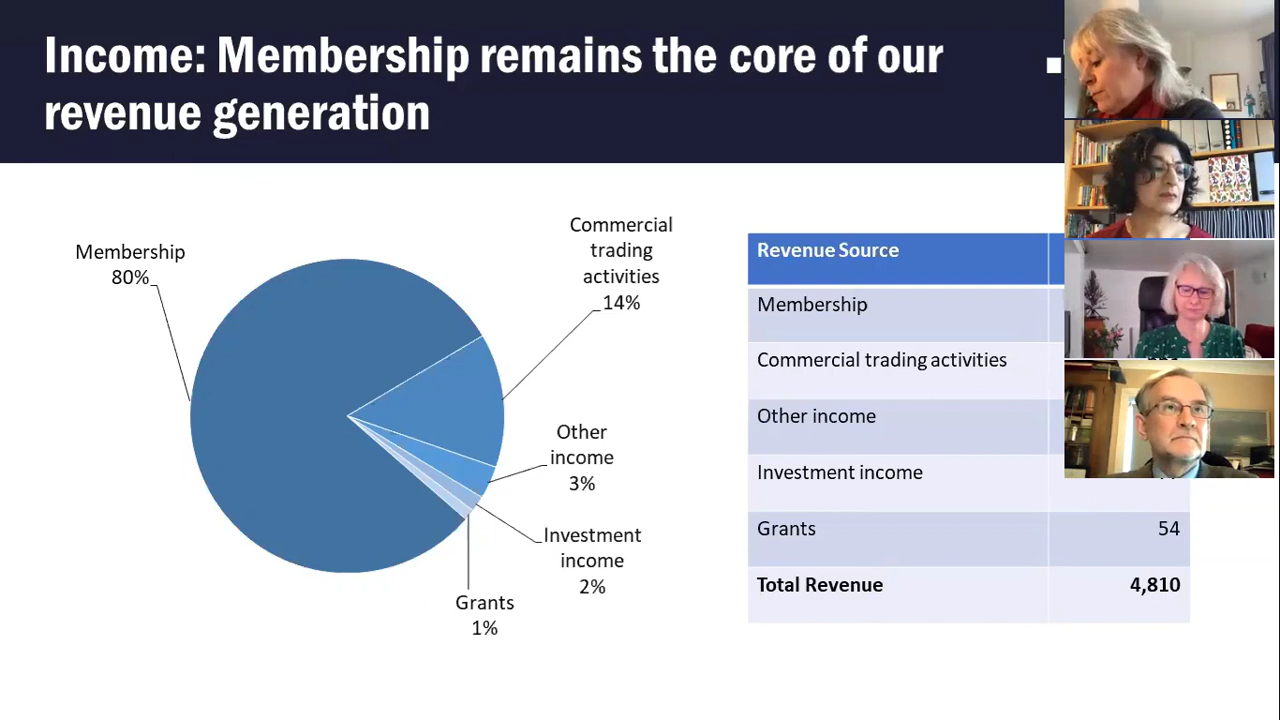 Income: Membership remains the core of our
revenue generation
Membership
80%
Commercial
trading
activities
14%
Other
income
3%
Investment
income
2%
Grants
1%
Revenue Source
Membership
Commercial trading activities
Other income
Investment income
Grants 54
Total Revenue 4,810